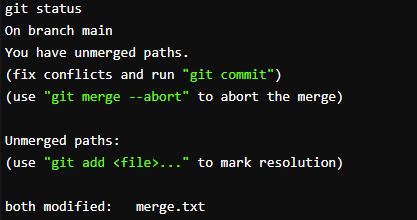 git status
On branch main
You have unmerged paths.
(fix conflicts and run "git commit")
(use "git merge --abort" to abort the merge)
Unmerged paths:
(use "git add <file>..." to mark resolution)
both modified:   merge.txt